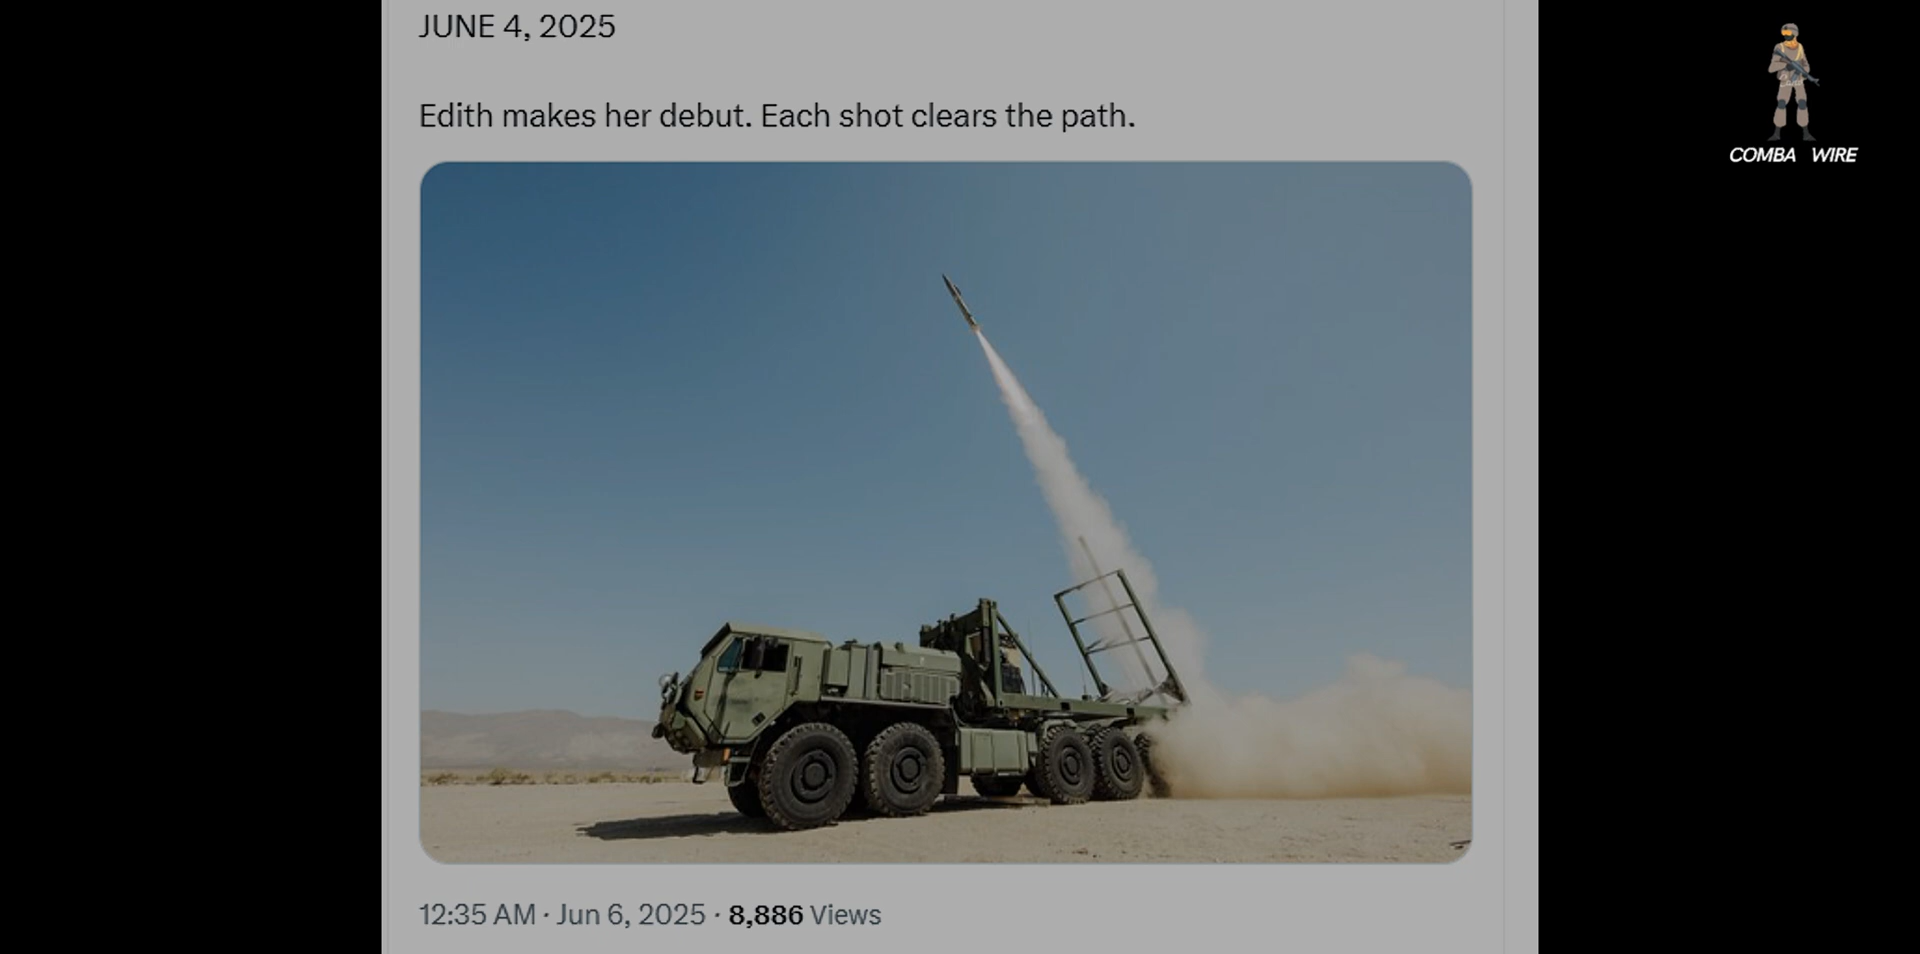 JUNE 4, 2025
Edith makes her debut. Each shot clears the path.
COMBA WIRE
12:35 AM · Jun 6, 2025 · 8,886 Views